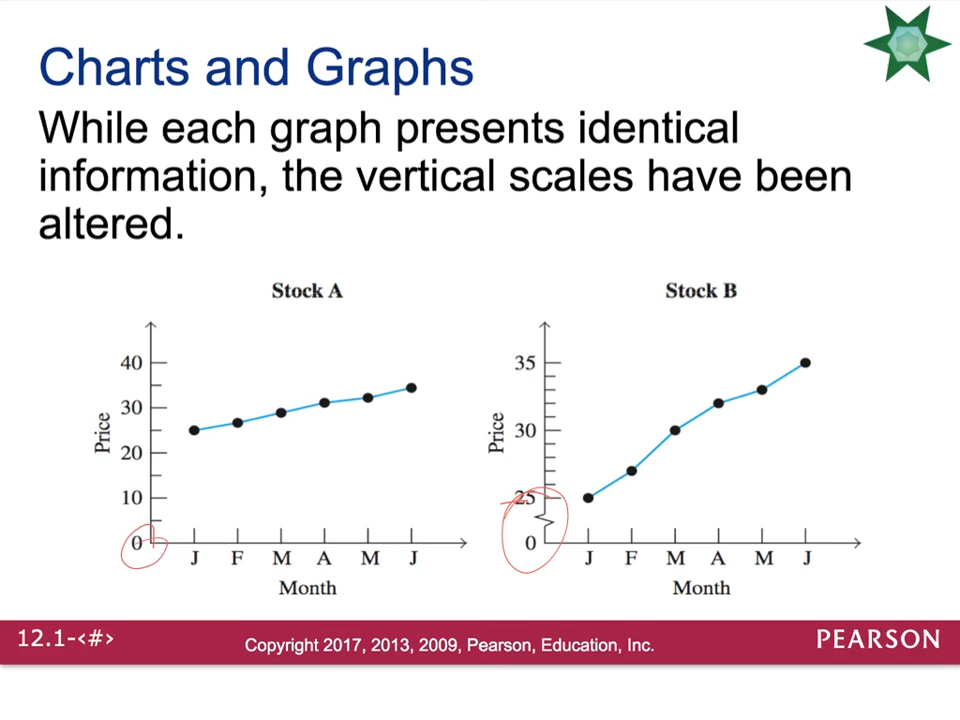 Charts and Graphs
While each graph presents identical
information, the vertical scales have been
altered.
Stock A
40
30
20
10
0
Price
J F M A M J
Month
Stock B
35
30
25
0
Price
J F M A M J
Month
12.1-<#>
Copyright 2017, 2013, 2009, Pearson, Education, Inc.
PEARSON